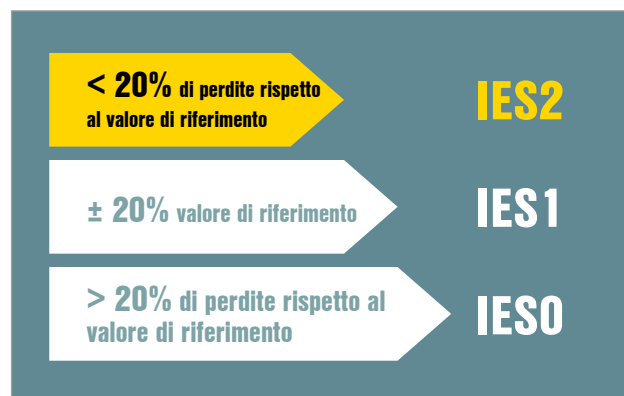 < 20% di perdite rispetto
al valore di riferimento
IES2
± 20% valore di riferimento
IES1
> 20% di perdite rispetto al
valore di riferimento
IES0